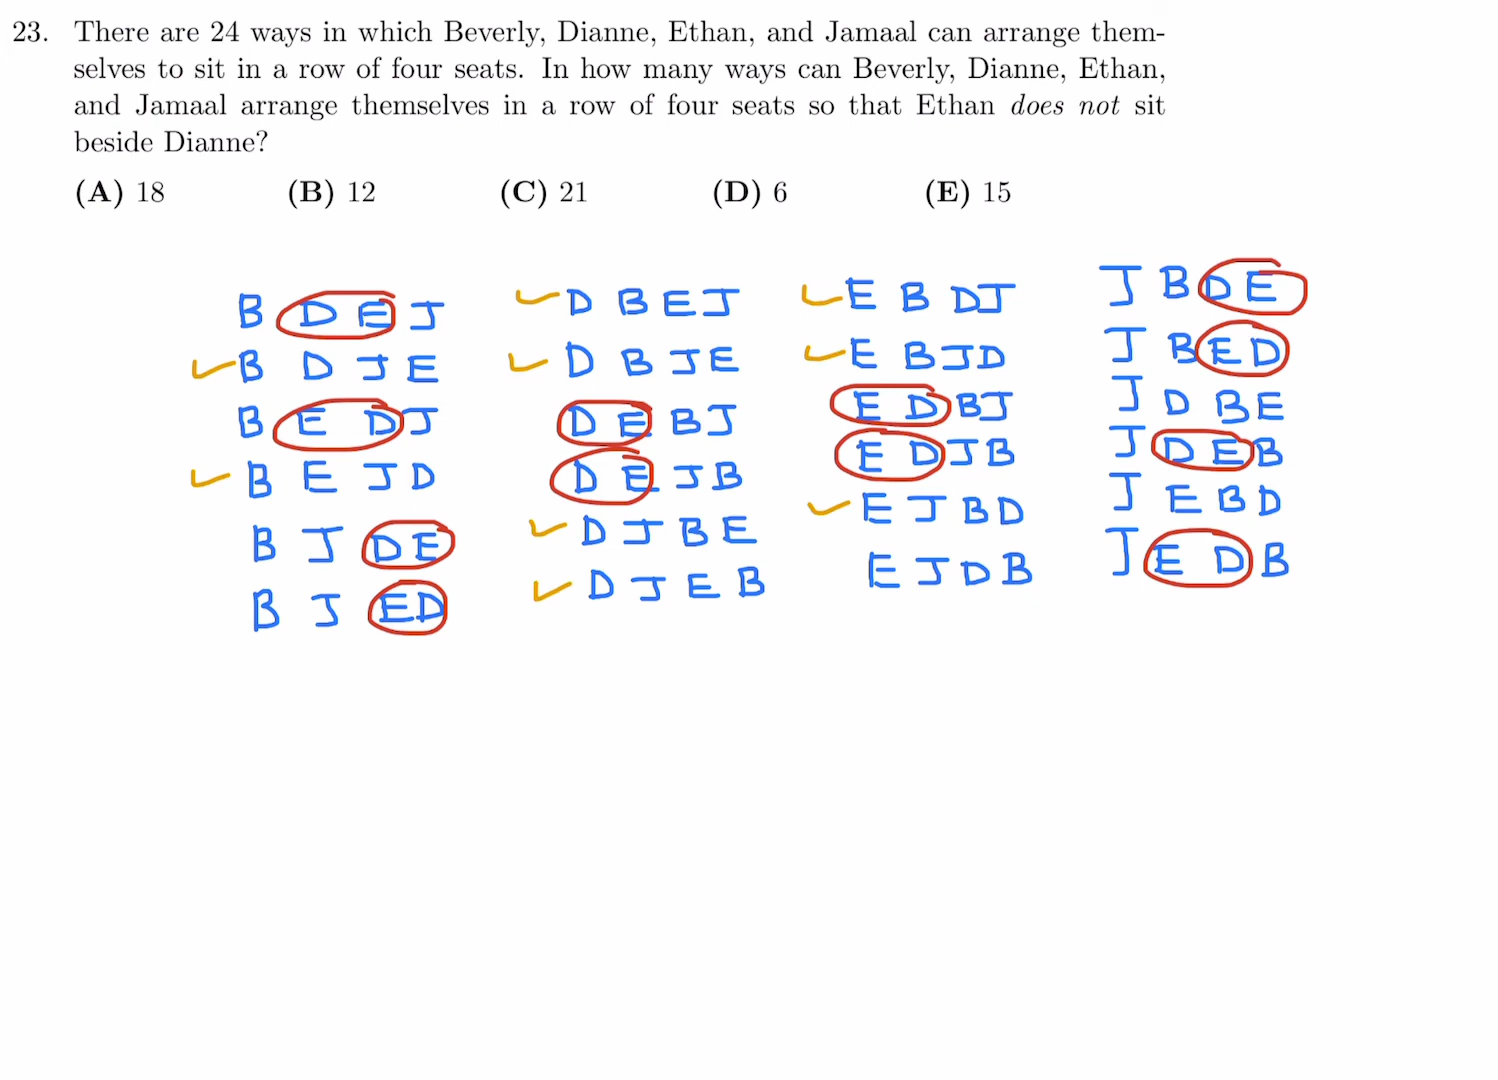 23. There are 24 ways in which Beverly, Dianne, Ethan, and Jamaal can arrange them-
selves to sit in a row of four seats. In how many ways can Beverly, Dianne, Ethan,
and Jamaal arrange themselves in a row of four seats so that Ethan does not sit
beside Dianne?
(A) 18 (B) 12 (C) 21 (D) 6 (E) 15
B D E J
B D J E
B E D J
B E J D
B J D E
B J E D
D B E J
D B J E
D E B J
D E J B
D J B E
D J E B
E B D J
E B J D
E D B J
E D J B
E J B D
E J D B
J B D E
J B E D
J D B E
J D E B
J E B D
J E D B